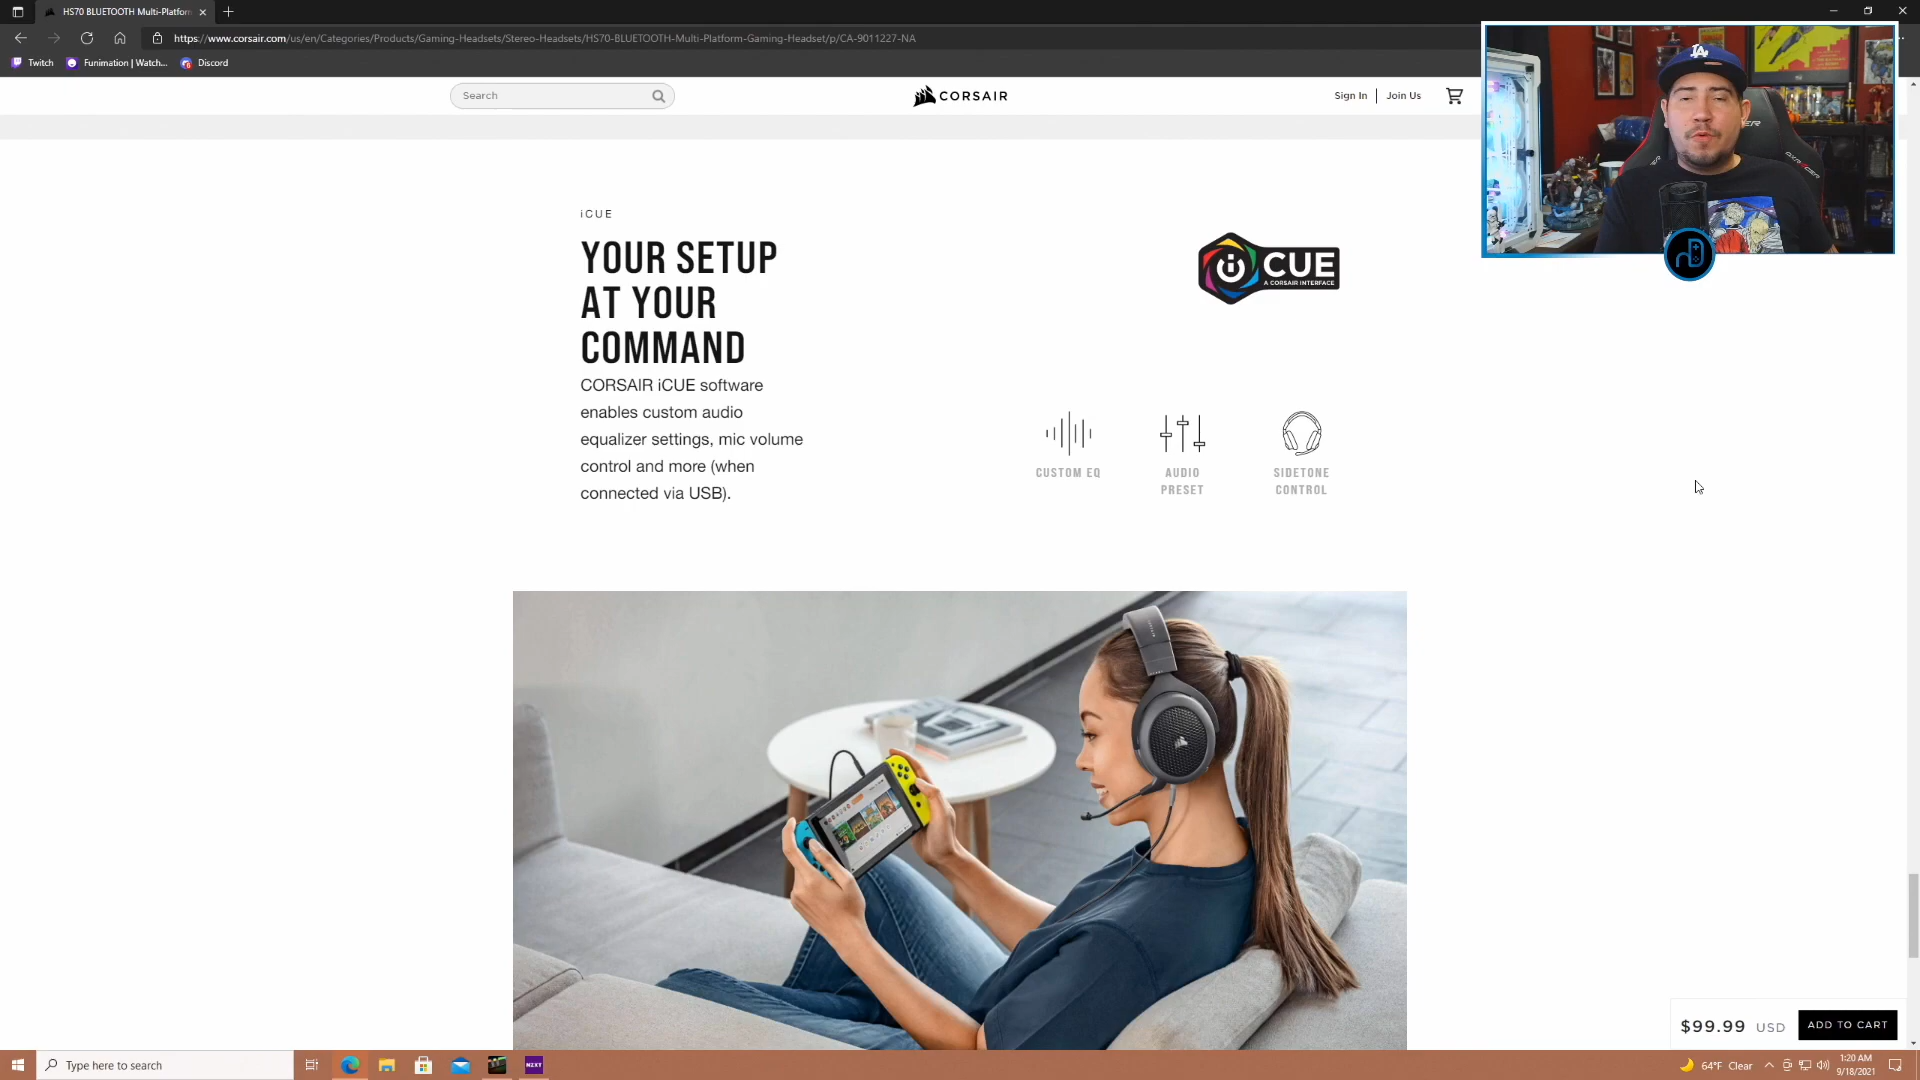 HS70 BLUETOOTH Multi-Platfor
https://www.corsair.com/us/en/Categories/Products/Gaming-Headsets/Stereo-Headsets/HS70-BLUETOOTH-Multi-Platform-Gaming-Headset/p/CA-9011227-NA
Twitch
Funimation | Watch...
Discord
Search
CORSAIR
Sign In
Join Us
LA
iCUE
YOUR SETUP
AT YOUR
COMMAND
CORSAIR iCUE software
enables custom audio
equalizer settings, mic volume
control and more (when
connected via USB).
i CUE
A CORSAIR INTERFACE
CUSTOM EQ
AUDIO
PRESET
SIDETONE
CONTROL
$99.99 USD
ADD TO CART
Type here to search
NZXT
64°F Clear
1:20 AM
9/18/2021